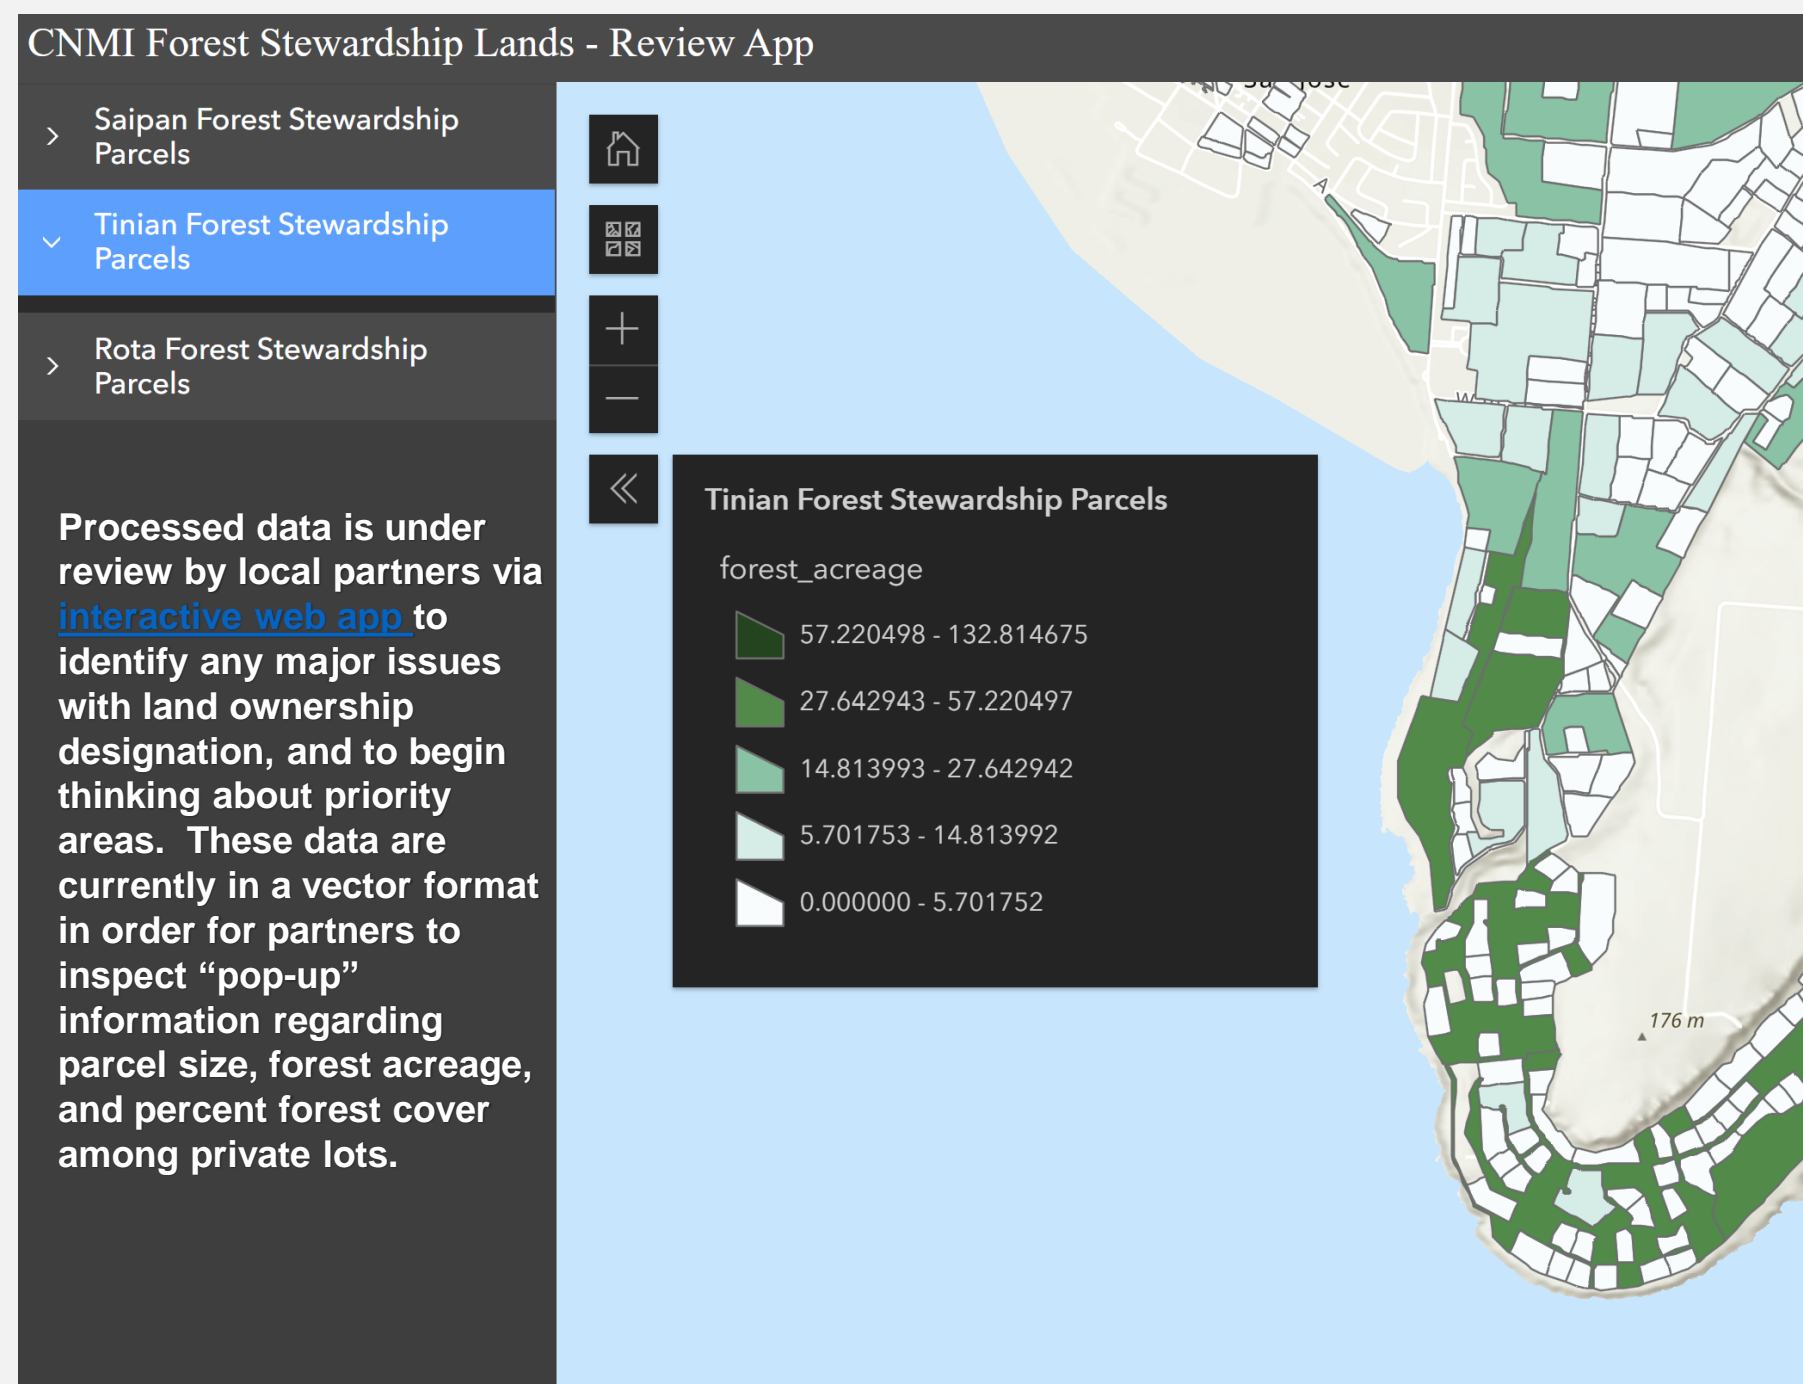 CNMI Forest Stewardship Lands - Review App
Saipan Forest Stewardship
Parcels
Tinian Forest Stewardship
Parcels
Rota Forest Stewardship
Parcels
Processed data is under
review by local partners via
interactive web app to
identify any major issues
with land ownership
designation, and to begin
thinking about priority
areas.  These data are
currently in a vector format
in order for partners to
inspect “pop-up”
information regarding
parcel size, forest acreage,
and percent forest cover
among private lots.
Tinian Forest Stewardship Parcels
forest_acreage
57.220498 - 132.814675
27.642943 - 57.220497
14.813993 - 27.642942
5.701753 - 14.813992
0.000000 - 5.701752
A
176 m